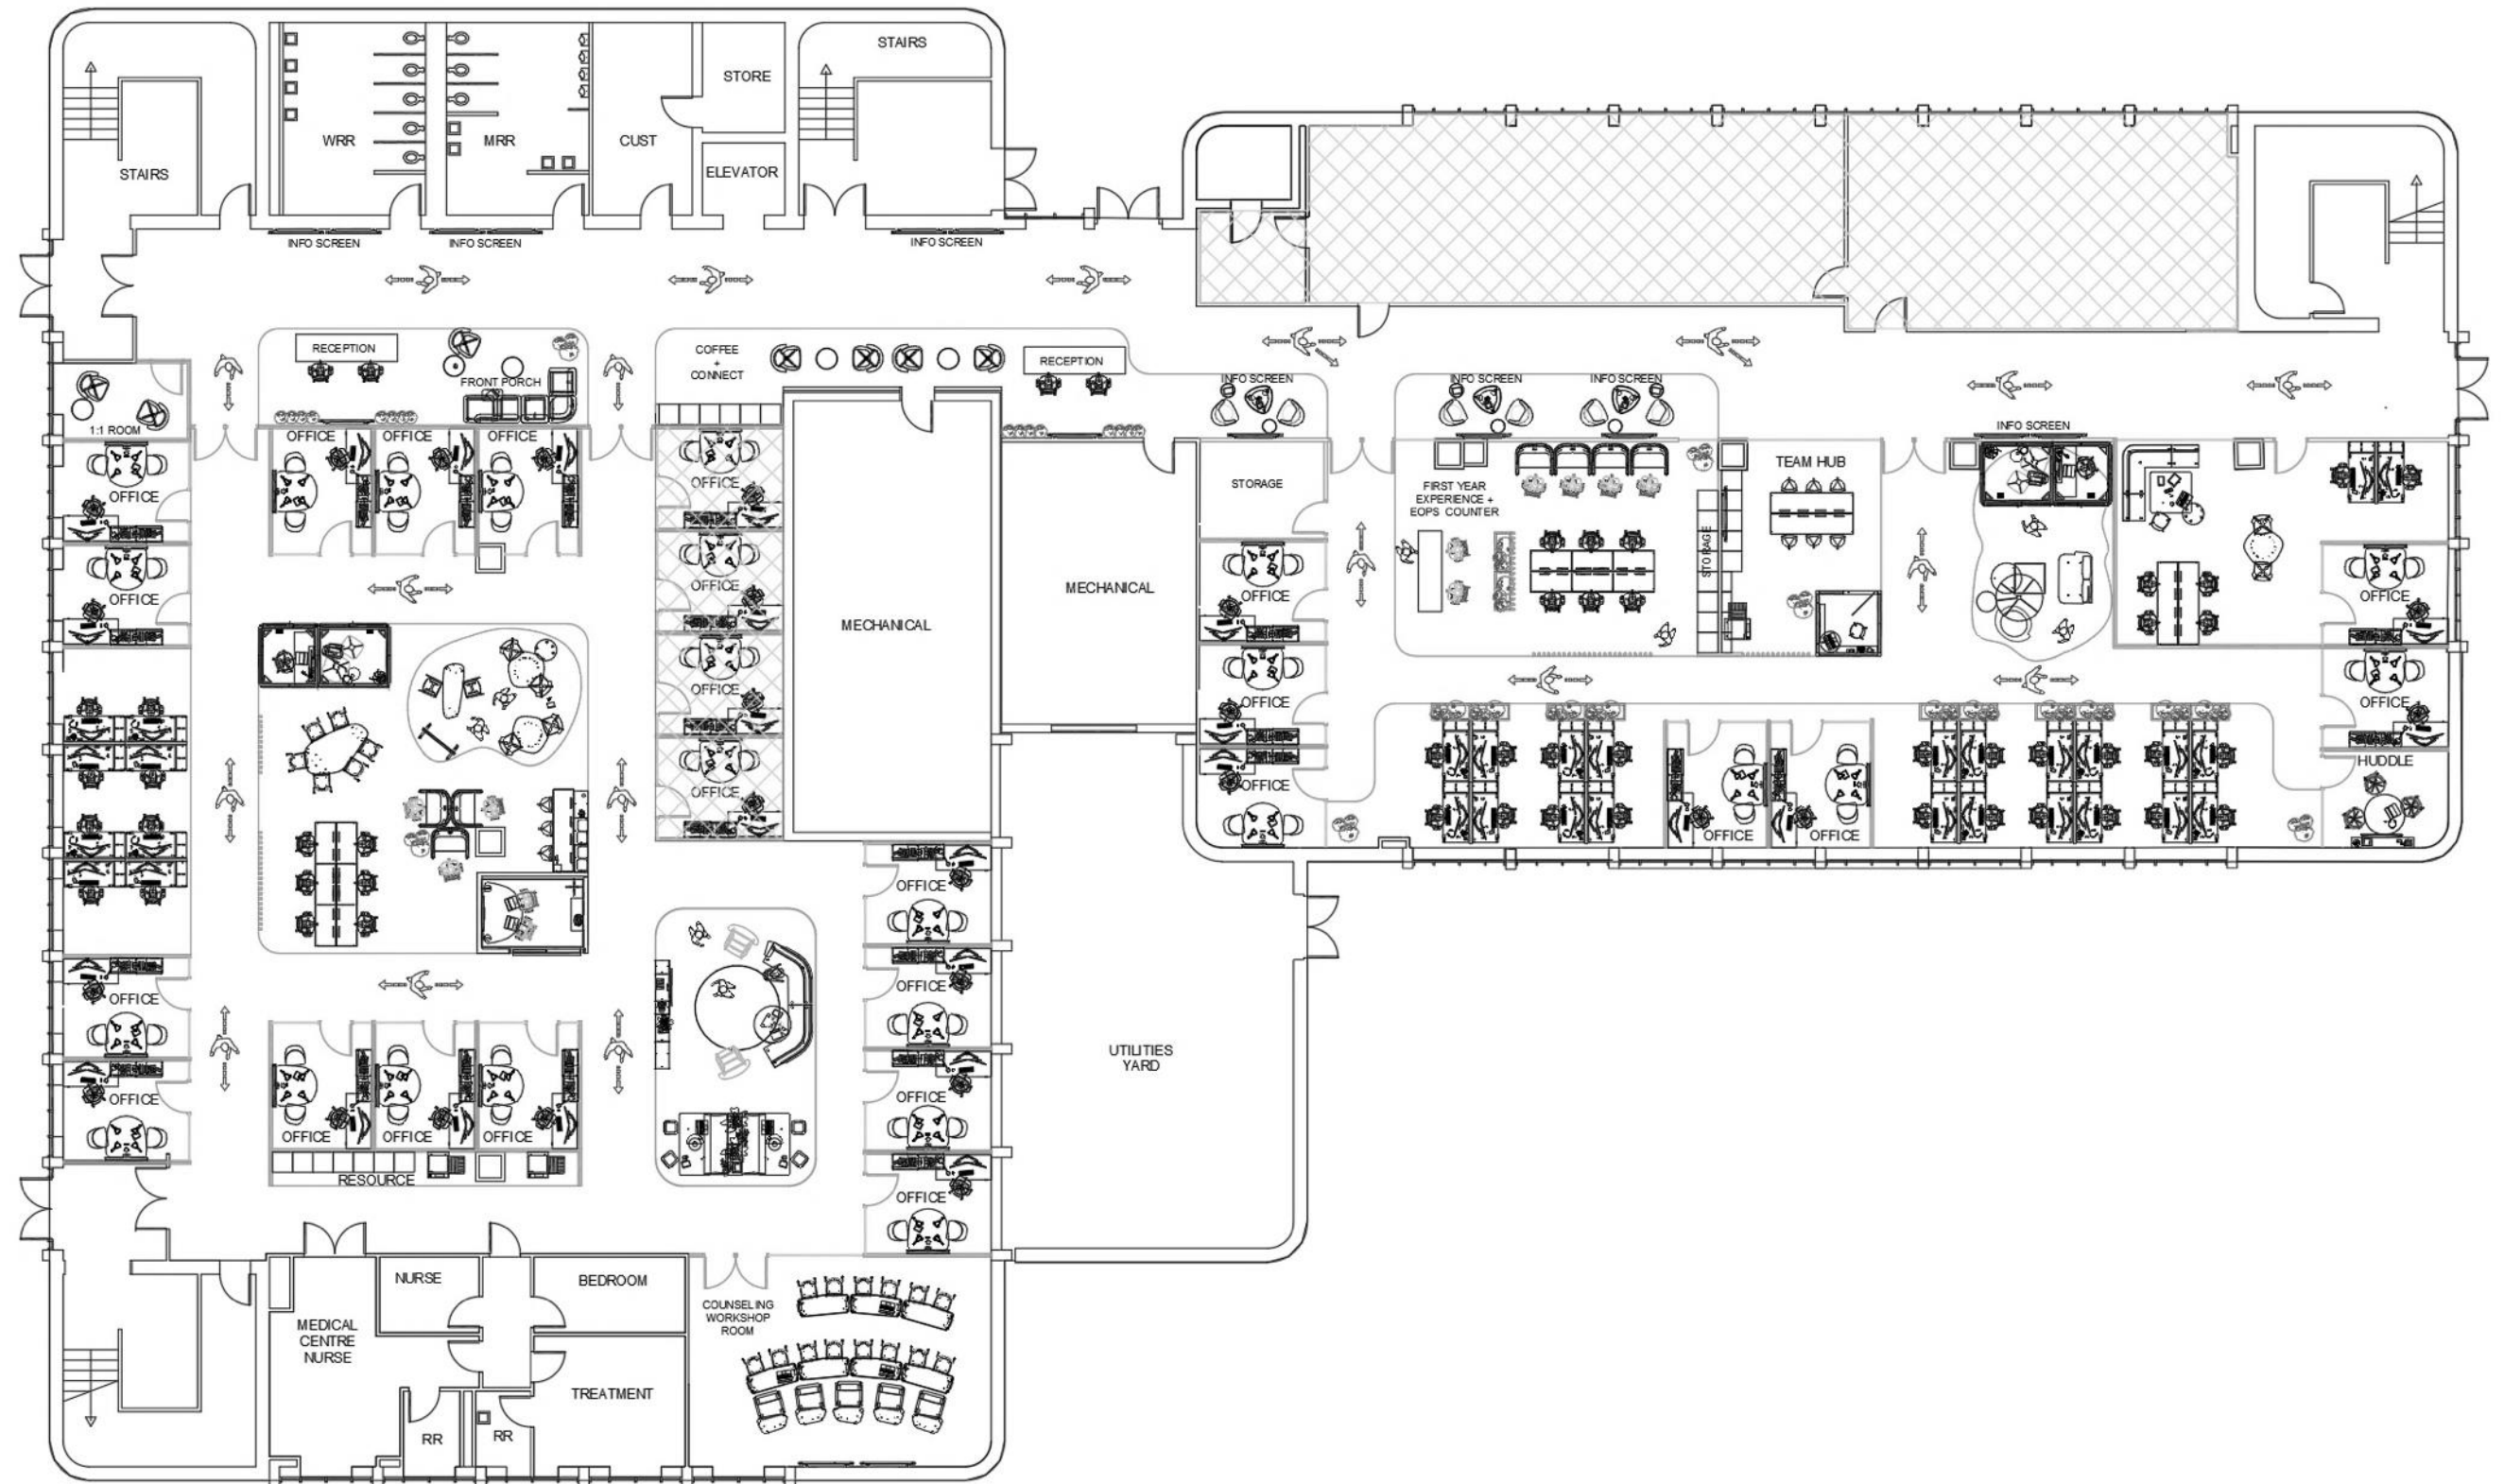 STAIRS
STORE
WRR
MRR
CUST
STAIRS
ELEVATOR
INFO SCREEN
INFO SCREEN
INFO SCREEN
RECEPTION
COFFEE
+
CONNECT
RECEPTION
FRONT PORCH
INFO SCREEN
INFO SCREEN
INFO SCREEN
1:1 ROOM
INFO SCREEN
OFFICE
OFFICE
OFFICE
TEAM HUB
OFFICE
OFFICE
STORAGE
FIRST YEAR
EXPERIENCE +
EOPS COUNTER
STORAGE
OFFICE
OFFICE
MECHANICAL
OFFICE
OFFICE
MECHANICAL
OFFICE
OFFICE
OFFICE
HUDDLE
OFFICE
OFFICE
OFFICE
OFFICE
OFFICE
OFFICE
OFFICE
UTILITIES
YARD
OFFICE
OFFICE
OFFICE
OFFICE
OFFICE
RESOURCE
OFFICE
NURSE
BEDROOM
COUNSELING
WORKSHOP
ROOM
MEDICAL
CENTRE
NURSE
TREATMENT
RR
RR